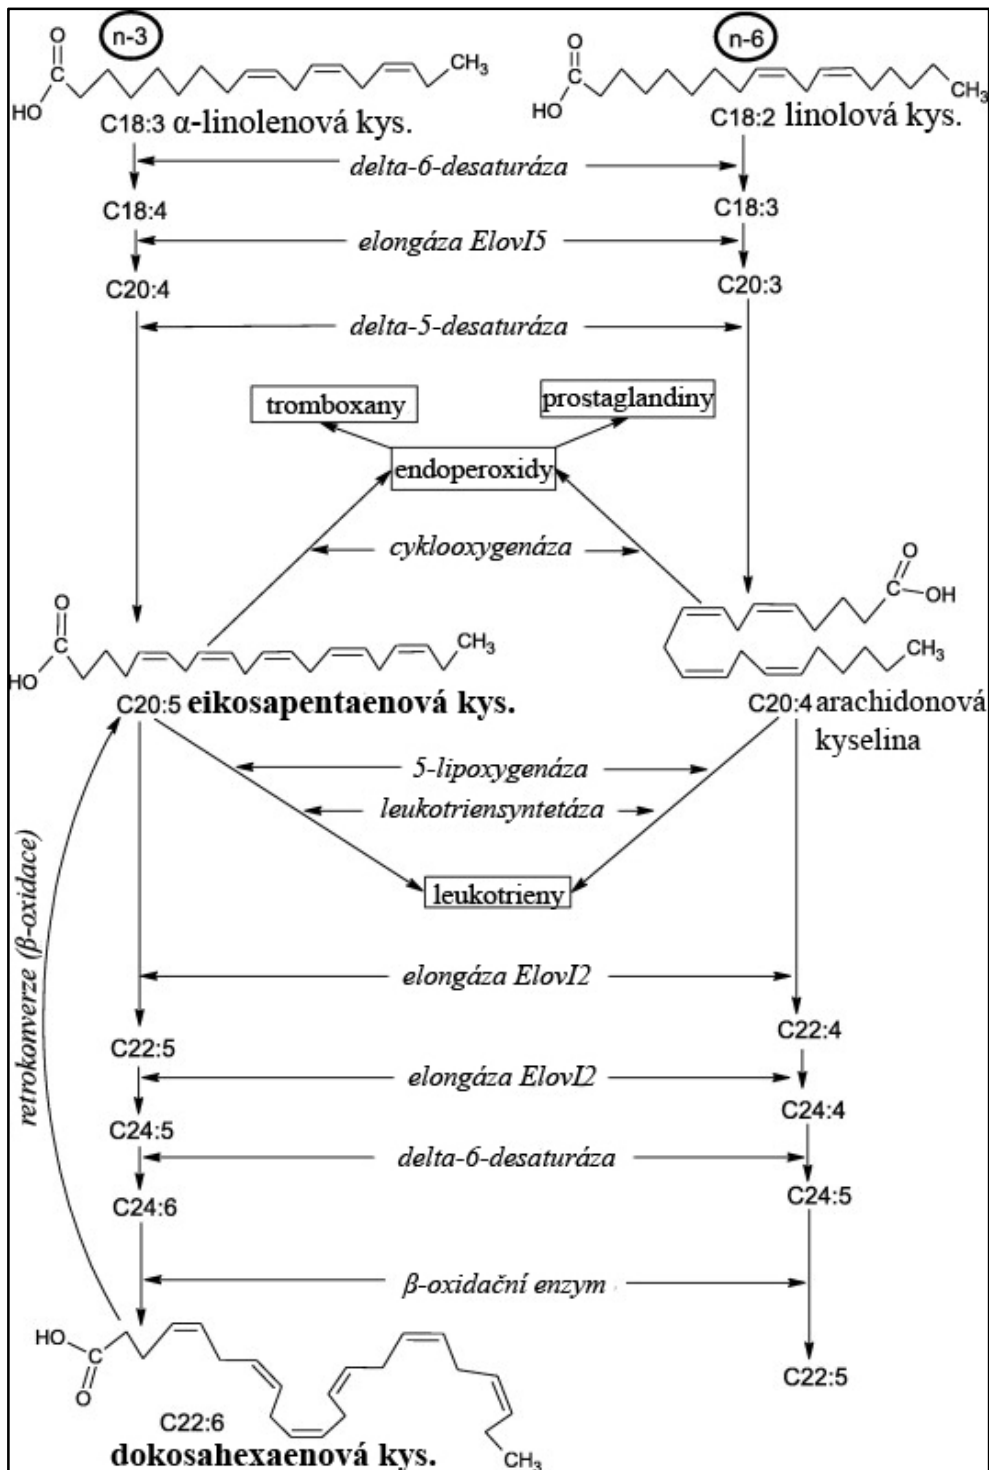 n-3
n-6
O
HO
CH3
O
HO
CH3
C18:3 α-linolenová kys.
C18:2 linolová kys.
delta-6-desaturáza
C18:4
C18:3
elongáza ElovI5
C20:4
C20:3
delta-5-desaturáza
tromboxany
prostaglandiny
endoperoxidy
cyklooxygenáza
O
HO
CH3
O
OH
CH3
C20:5 eikosapentaenová kys.
C20:4 arachidonová
kyselina
5-lipoxygenáza
leukotriensyntetáza
leukotrieny
retrokonverze (β-oxidace)
elongáza ElovI2
C22:5
C22:4
elongáza ElovI2
C24:5
C24:4
delta-6-desaturáza
C24:6
C24:5
β-oxidační enzym
HO
O
CH3
C22:5
C22:6
dokosahexaenová kys.